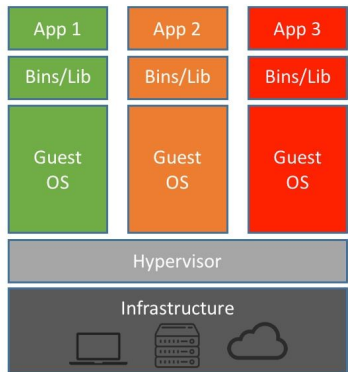 App 1
App 2
App 3
Bins/Lib
Bins/Lib
Bins/Lib
Guest
OS
Guest
OS
Guest
OS
Hypervisor
Infrastructure